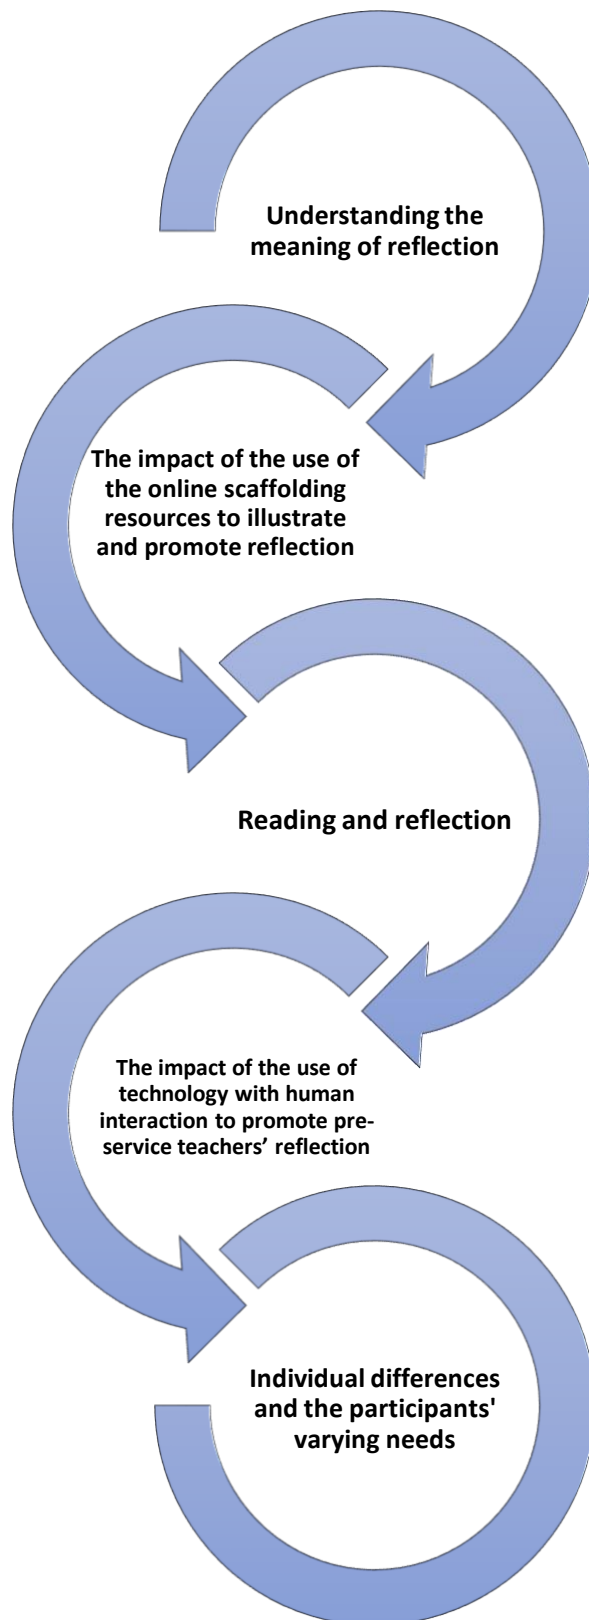 Understanding the
meaning of reflection
The impact of the use of
the online scaffolding
resources to illustrate
and promote reflection
Reading and reflection
The impact of the use of
technology with human
interaction to promote pre-
service teachers’ reflection
Individual differences
and the participants'
varying needs